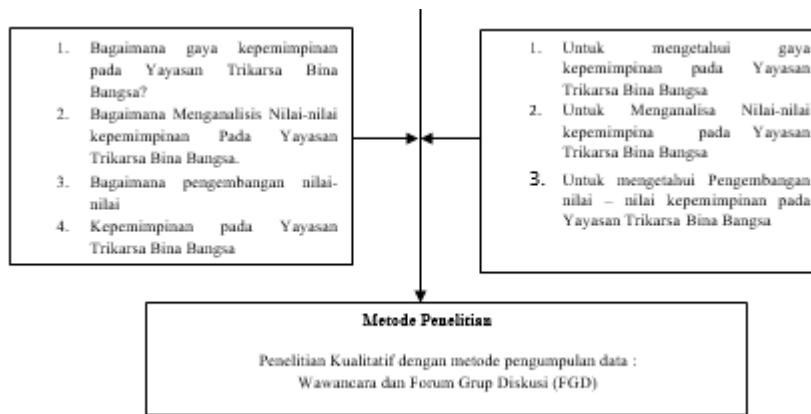 1. Bagaimana gaya kepemimpinan
pada Yayasan Trikarsa Bina
Bangsa?
2. Bagaimana Menganalisis Nilai-nilai
kepemimpinan Pada Yayasan
Trikarsa Bina Bangsa.
3. Bagaimana pengembangan nilai-
nilai
4. Kepemimpinan pada Yayasan
Trikarsa Bina Bangsa
1. Untuk mengetahui gaya
kepemimpinan pada Yayasan
Trikarsa Bina Bangsa
2. Untuk Menganalisa Nilai-nilai
kepemimpina pada Yayasan
Trikarsa Bina Bangsa
3. Untuk mengetahui Pengembangan
nilai – nilai kepemimpinan pada
Yayasan Trikarsa Bina Bangsa
Metode Penelitian
Penelitian Kualitatif dengan metode pengumpulan data :
Wawancara dan Forum Grup Diskusi (FGD)